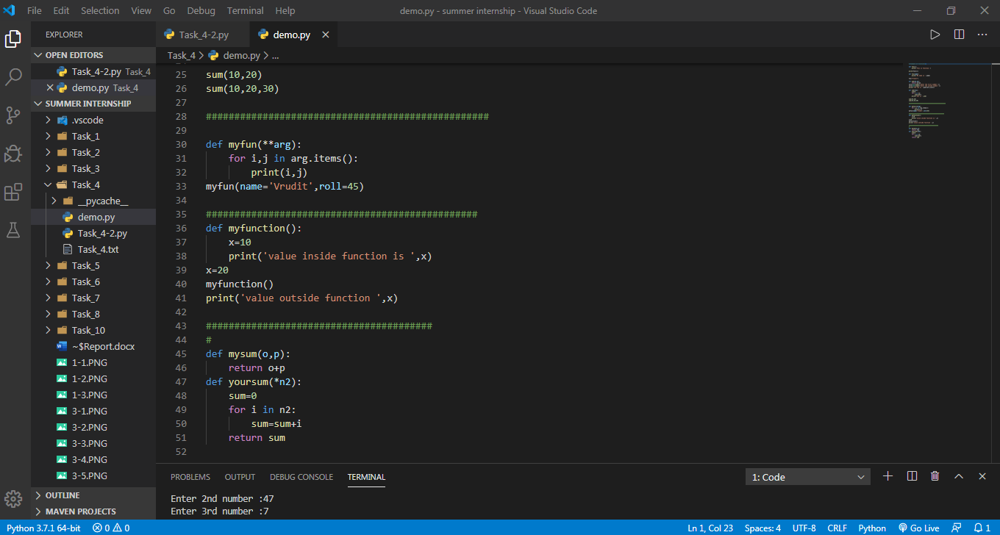 File Edit Selection View Go Debug Terminal Help
demo.py - summer internship - Visual Studio Code
EXPLORER
OPEN EDITORS
Task_4-2.py Task_4
demo.py Task_4
SUMMER INTERNSHIP
.vscode
Task_1
Task_2
Task_3
Task_4
__pycache__
demo.py
Task_4-2.py
Task_4.txt
Task_5
Task_6
Task_7
Task_8
Task_10
~$Report.docx
1-1.PNG
1-2.PNG
1-3.PNG
3-1.PNG
3-2.PNG
3-3.PNG
3-4.PNG
3-5.PNG
OUTLINE
MAVEN PROJECTS
Task_4-2.py
demo.py
Task_4 > demo.py > ...
25 sum(10,20)
26 sum(10,20,30)
27
28 ##################################################
29
30 def myfun(**arg):
31     for i,j in arg.items():
32         print(i,j)
33 myfun(name='Vrudit',roll=45)
34
35 ################################################
36 def myfunction():
37     x=10
38     print('value inside function is ',x)
39 x=20
40 myfunction()
41 print('value outside function ',x)
42
43 ########################################
44 #
45 def mysum(o,p):
46     return o+p
47 def yoursum(*n2):
48     sum=0
49     for i in n2:
50         sum=sum+i
51     return sum
52
PROBLEMS OUTPUT DEBUG CONSOLE TERMINAL
1: Code
Enter 2nd number :47
Enter 3rd number :7
Python 3.7.1 64-bit 0 0
Ln 1, Col 23 Spaces: 4 UTF-8 CRLF Python Go Live 1